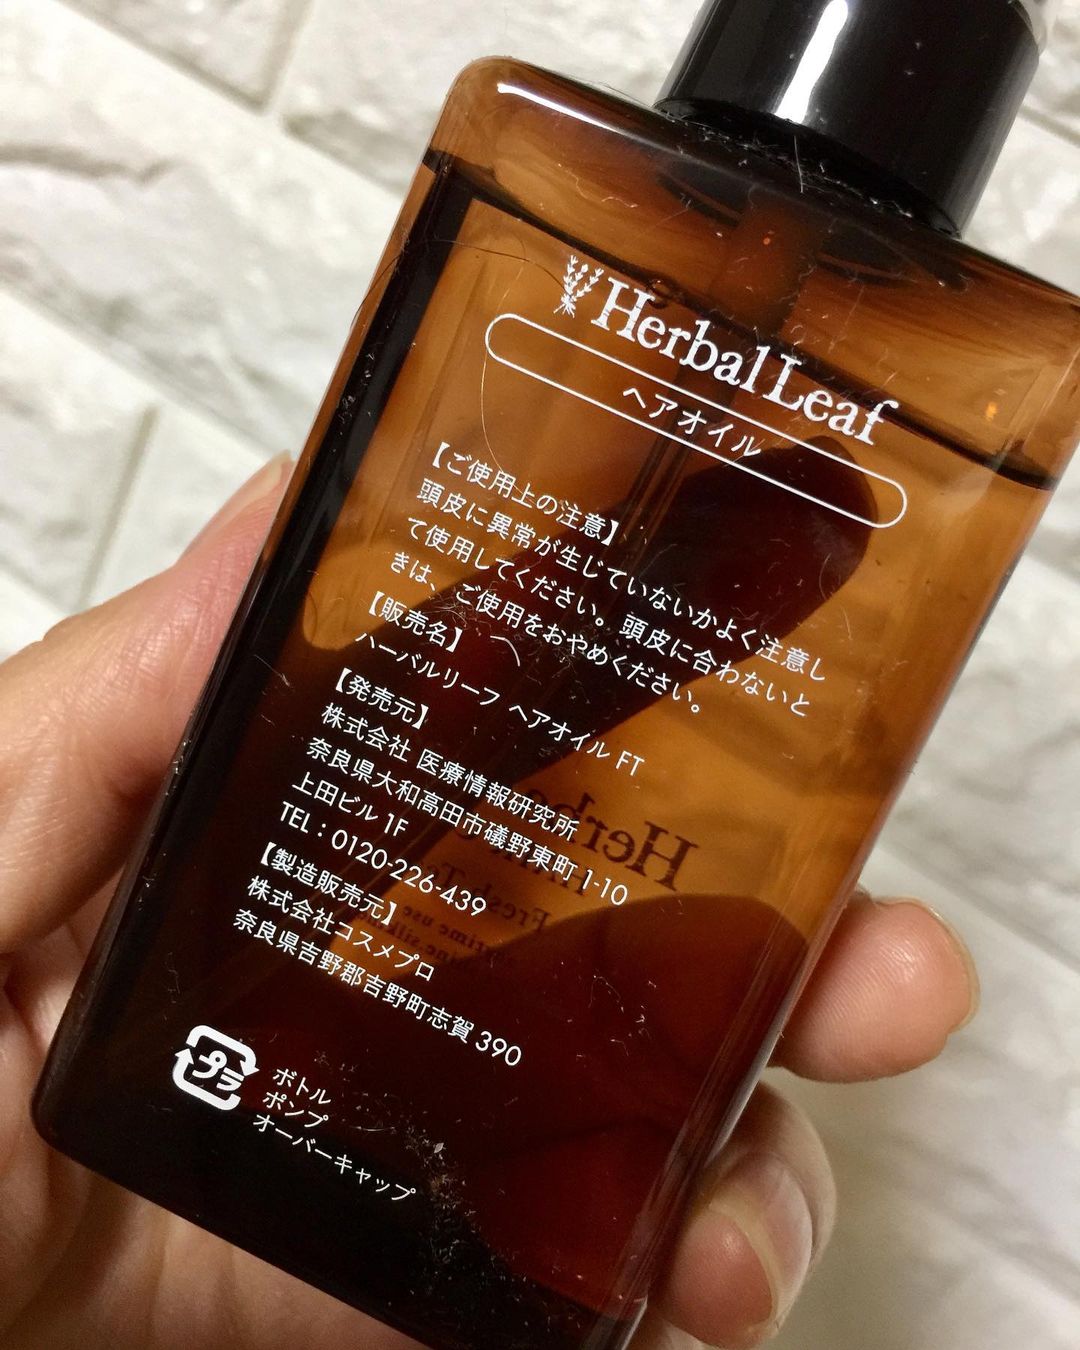 Herbal Leaf
ヘアオイル
【ご使用上の注意】
頭皮に異常が生じていないかよく注意し
て使用してください。頭皮に合わないと
きは、ご使用をおやめください。
【販売名】
ハーバルリーフ ヘアオイル FT
【発売元】
株式会社 医療情報研究所
奈良県大和高田市礒野東町 1-10
上田ビル 1F
TEL：0120-226-439
【製造販売元】
株式会社コスメプロ
奈良県吉野郡吉野町志賀 390
プラ
ボトル
ポンプ
オーバーキャップ